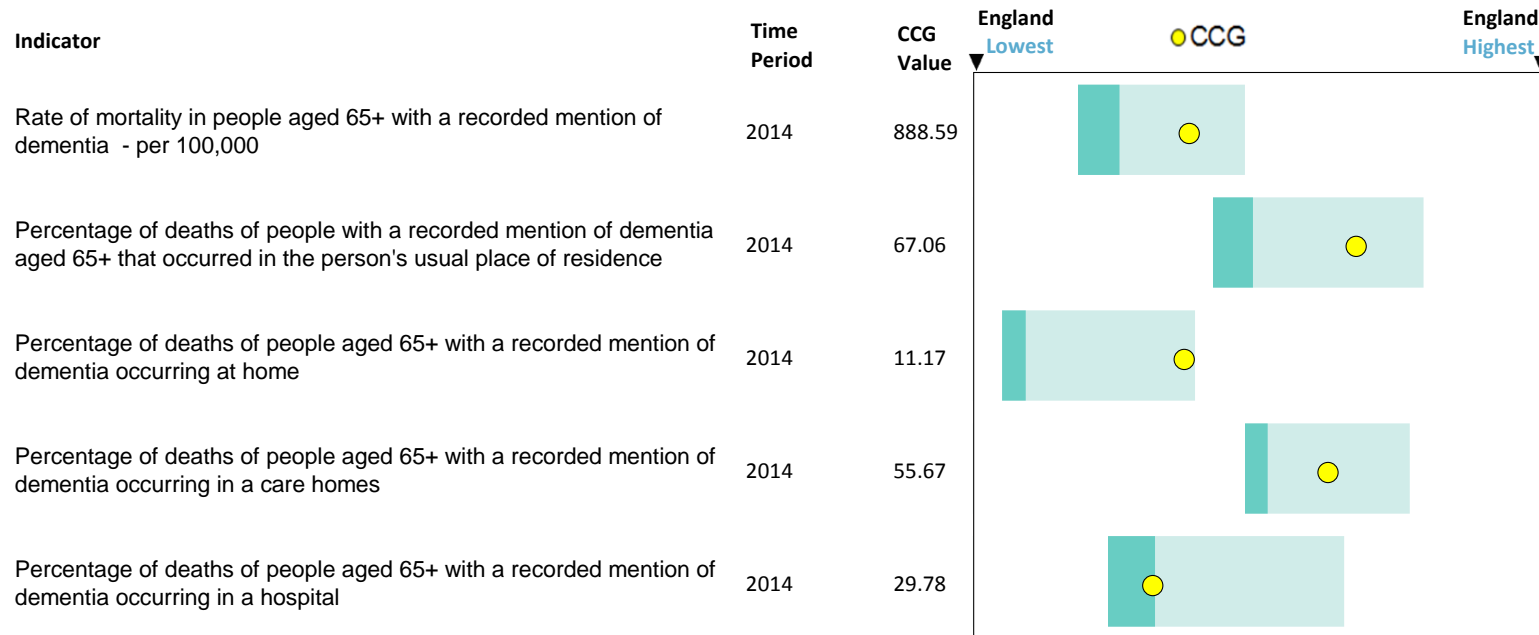 Indicator
Time
Period
CCG
Value
England
Lowest
CCG
England
Highest
Rate of mortality in people aged 65+ with a recorded mention of
dementia - per 100,000
2014
888.59
Percentage of deaths of people with a recorded mention of dementia
aged 65+ that occurred in the person's usual place of residence
2014
67.06
Percentage of deaths of people aged 65+ with a recorded mention of
dementia occurring at home
2014
11.17
Percentage of deaths of people aged 65+ with a recorded mention of
dementia occurring in a care homes
2014
55.67
Percentage of deaths of people aged 65+ with a recorded mention of
dementia occurring in a hospital
2014
29.78